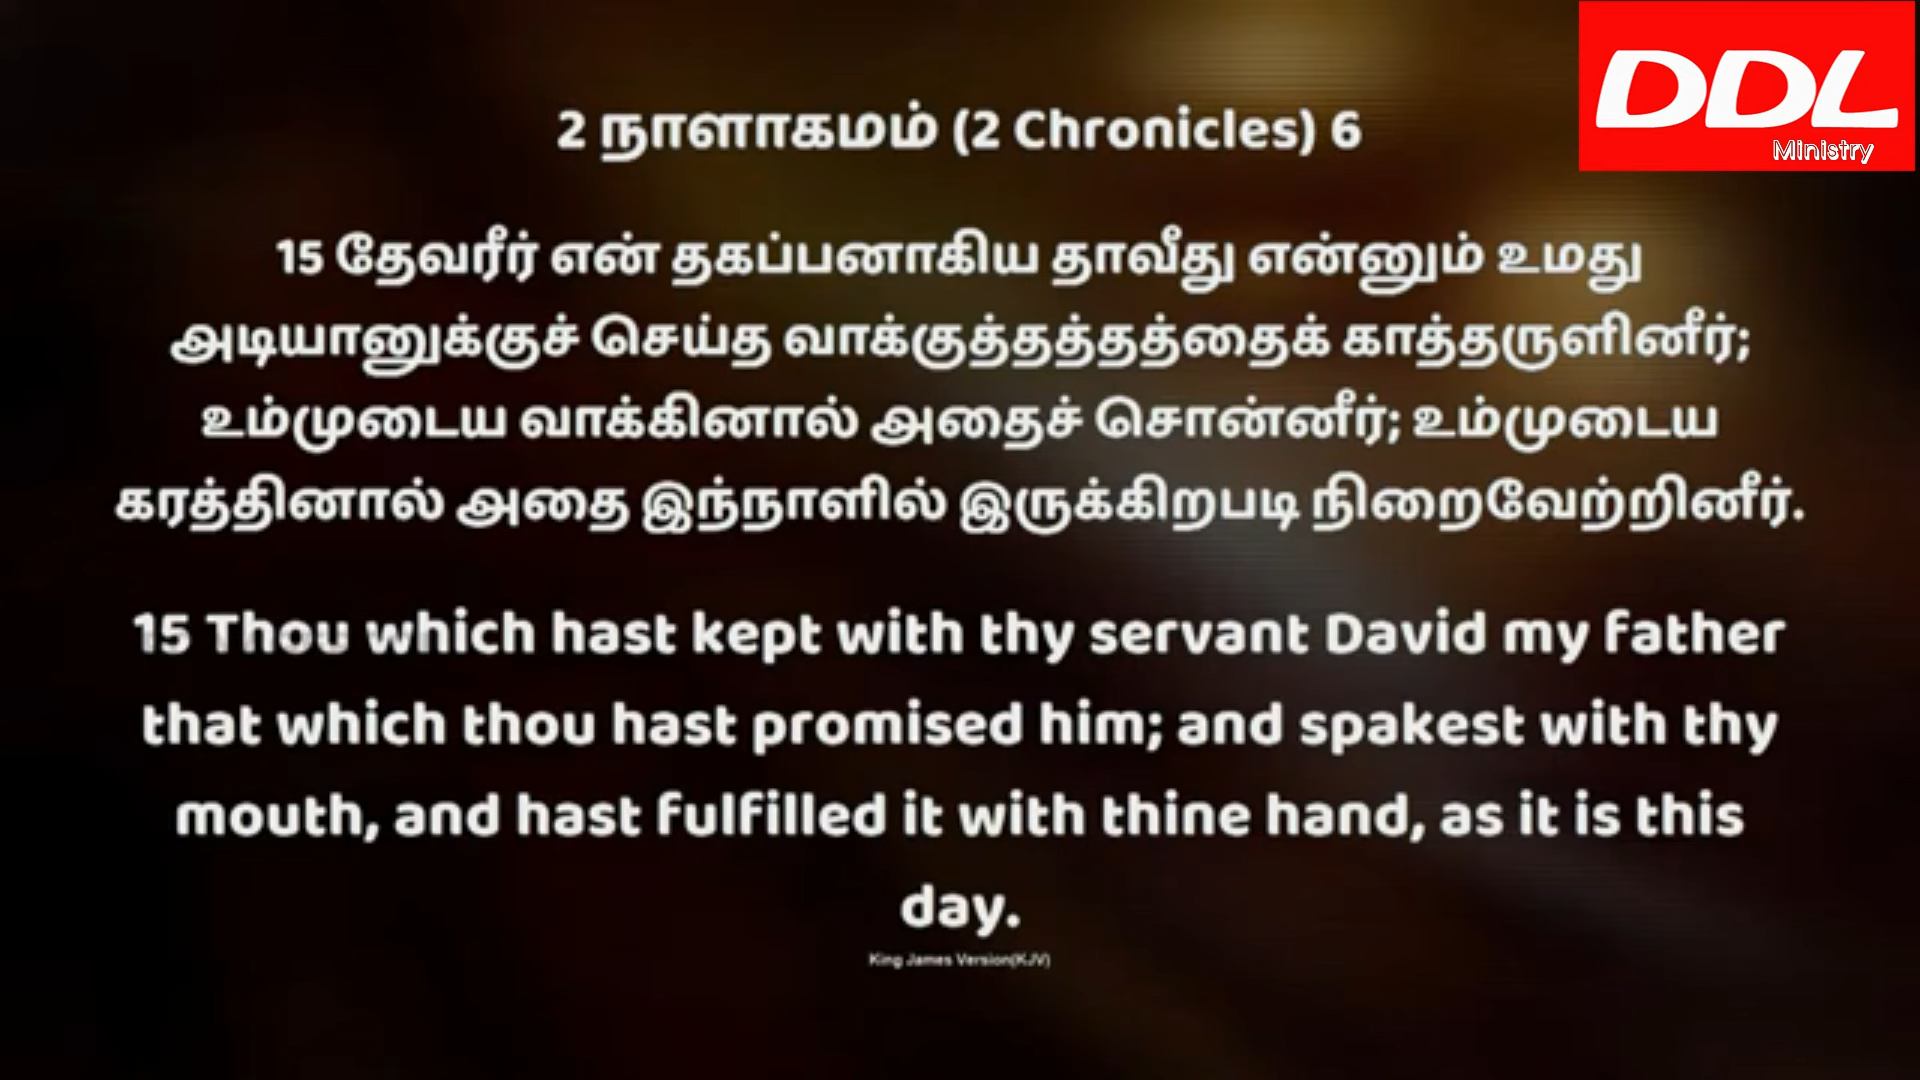 DDL
Ministry
2 நாளாகமம் (2 Chronicles) 6
15 தேவரீர் என் தகப்பனாகிய தாவீது என்னும் உமது
அடியானுக்குச் செய்த வாக்குத்தத்தத்தைக் காத்தருளினீர்;
உம்முடைய வாக்கினால் அதைச் சொன்னீர்; உம்முடைய
கரத்தினால் அதை இந்நாளில் இருக்கிறபடி நிறைவேற்றினீர்.
15 Thou which hast kept with thy servant David my father
that which thou hast promised him; and spakest with thy
mouth, and hast fulfilled it with thine hand, as it is this
day.
King James Version(KJV)